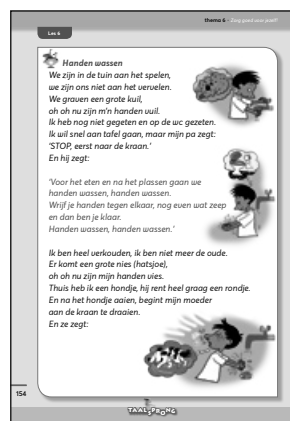 thema 6 - Zorg goed voor jezelf!
Les 6
Handen wassen
We zijn in de tuin aan het spelen,
we zijn ons niet aan het vervelen.
We graven een grote kuil,
oh oh nu zijn m'n handen vuil.
Ik heb nog niet gegeten en op de wc gezeten.
Ik wil snel aan tafel gaan, maar mijn pa zegt:
'STOP, eerst naar de kraan.'
En hij zegt:
'Voor het eten en na het plassen gaan we
handen wassen, handen wassen.
Wrijf je handen tegen elkaar, nog even wat zeep
en dan ben je klaar.
Handen wassen, handen wassen.'
Ik ben heel verkouden, ik ben niet meer de oude.
Er komt een grote nies (hatsjoe),
oh oh nu zijn mijn handen vies.
Thuis heb ik een hondje, hij rent heel graag een rondje.
En na het hondje aaien, begint mijn moeder
aan de kraan te draaien.
En ze zegt:
154
TAALSPRONG